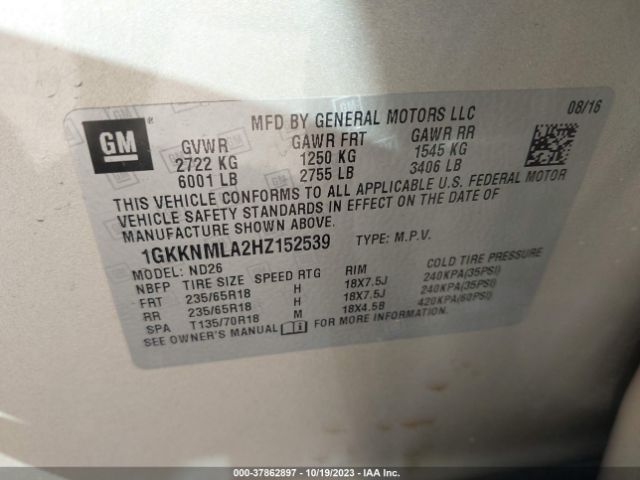 MFD BY GENERAL MOTORS LLC 08/16
GM
GVWR GAWR FRT GAWR RR
2722 KG 1250 KG 1545 KG
6001 LB 2755 LB 3406 LB
THIS VEHICLE CONFORMS TO ALL APPLICABLE U.S. FEDERAL MOTOR
VEHICLE SAFETY STANDARDS IN EFFECT ON THE DATE OF
MANUFACTURE SHOWN ABOVE.
1GKKNMLA2HZ152539 TYPE: M.P.V.
MODEL: ND26
NBFP TIRE SIZE SPEED RTG RIM COLD TIRE PRESSURE
FRT 235/65R18 H 18X7.5J 240KPA(35PSI)
RR 235/65R18 H 18X7.5J 240KPA(35PSI)
SPA T135/70R18 M 18X4.5B 420KPA(60PSI)
SEE OWNER'S MANUAL FOR MORE INFORMATION.
000-37862897 - 10/19/2023 - IAA Inc.